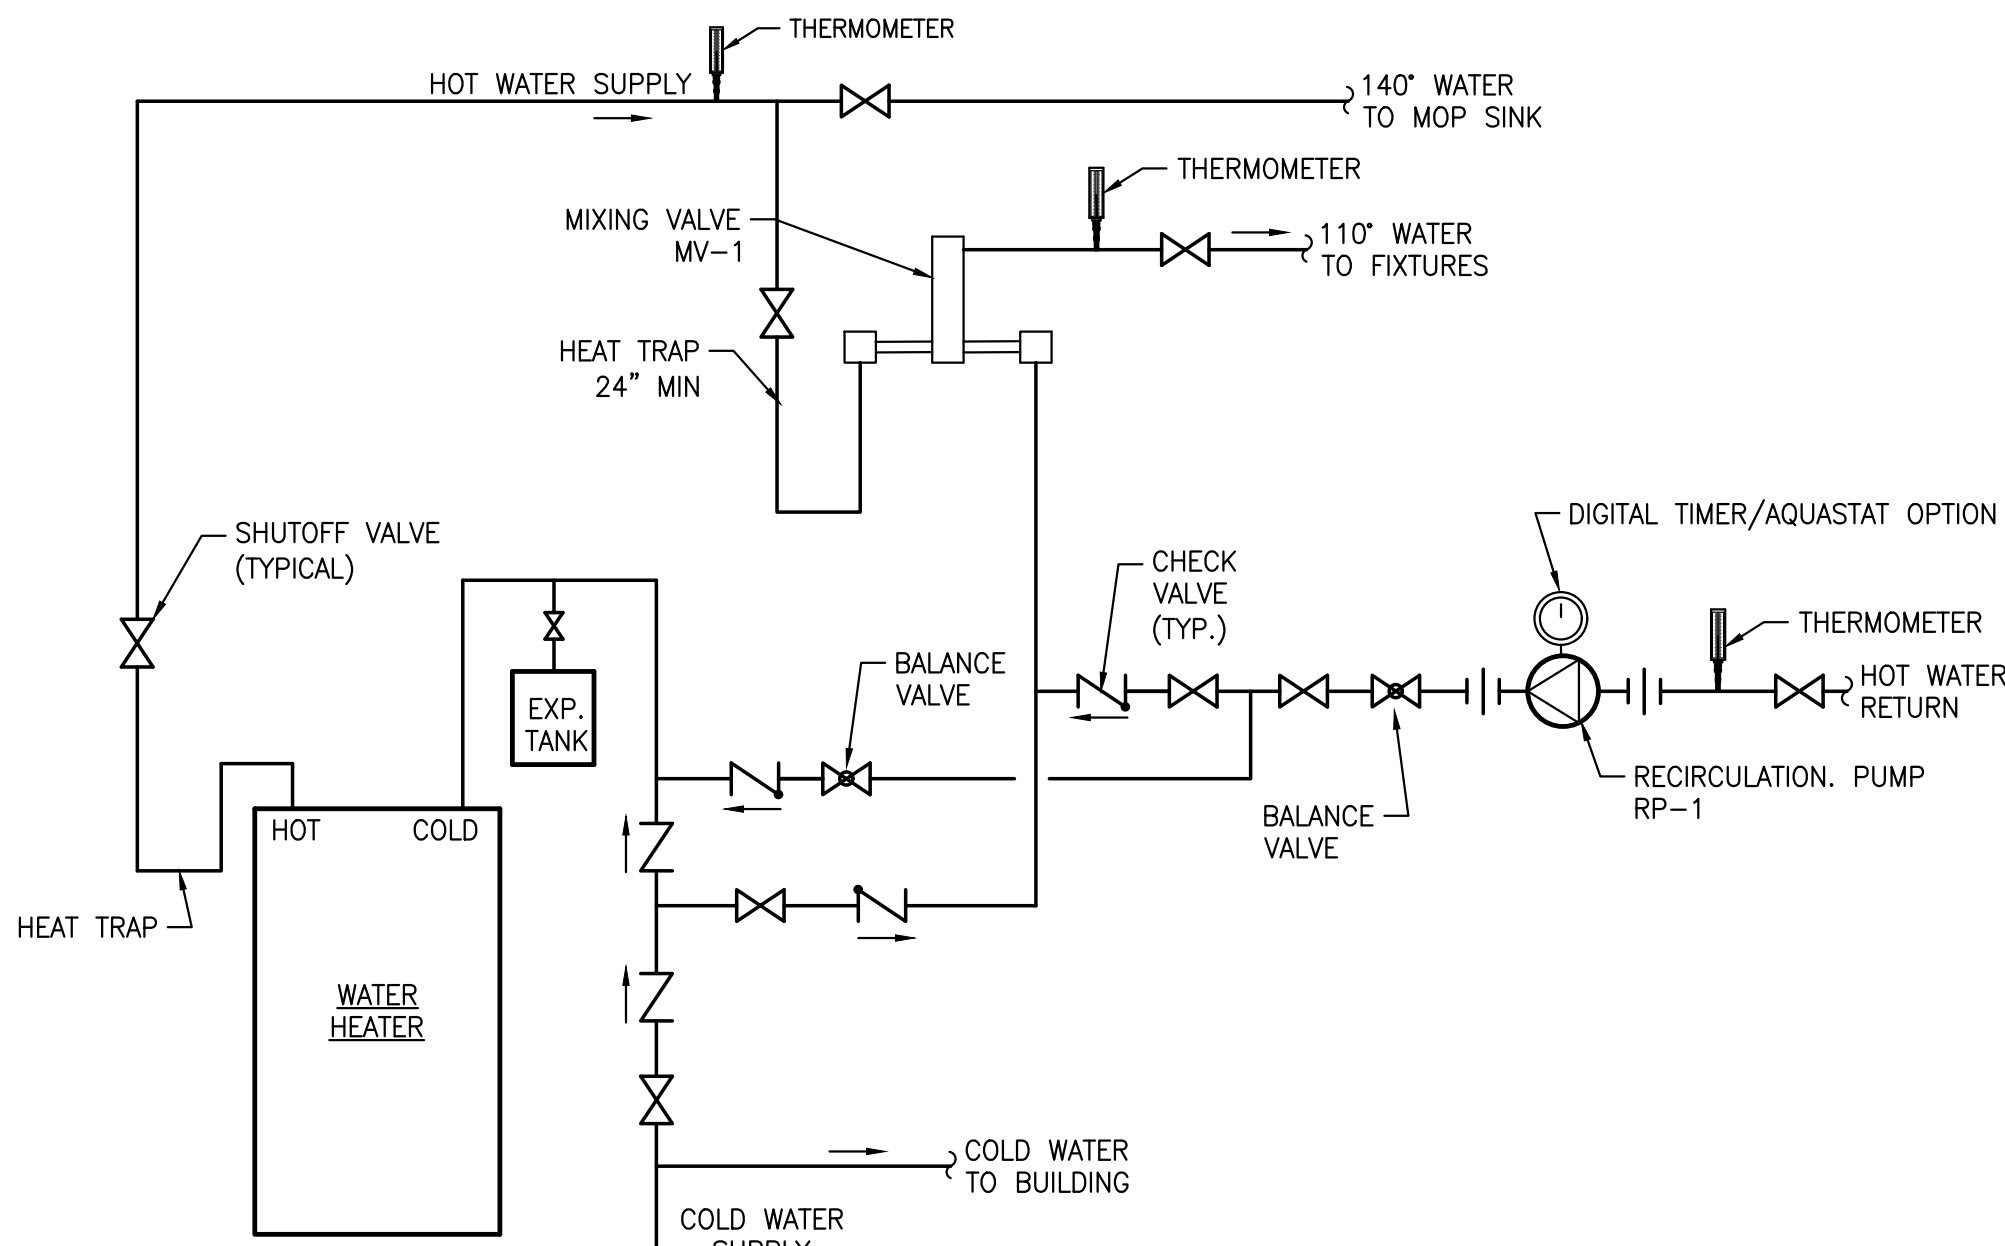 THERMOMETER
HOT WATER SUPPLY
140° WATER
TO MOP SINK
THERMOMETER
MIXING VALVE
MV-1
110° WATER
TO FIXTURES
HEAT TRAP
24" MIN
DIGITAL TIMER/AQUASTAT OPTION
SHUTOFF VALVE
(TYPICAL)
CHECK
VALVE
(TYP.)
THERMOMETER
BALANCE
VALVE
HOT WATER
RETURN
EXP.
TANK
RECIRCULATION. PUMP
RP-1
BALANCE
VALVE
HOT
COLD
HEAT TRAP
WATER
HEATER
COLD WATER
TO BUILDING
COLD WATER
SUPPLY